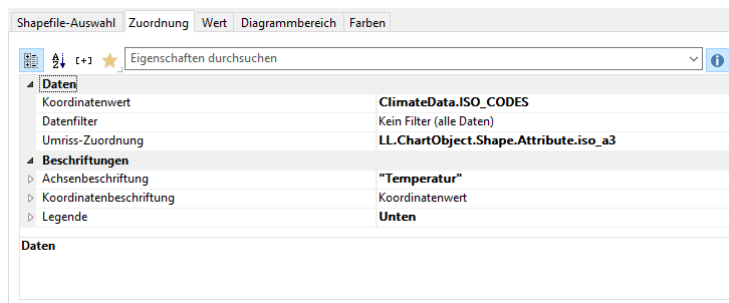 Shapefile-Auswahl Zuordnung Wert Diagrammbereich Farben
[+] Eigenschaften durchsuchen
Daten
Koordinatenwert ClimateData.ISO_CODES
Datenfilter Kein Filter (alle Daten)
Umriss-Zuordnung LL.ChartObject.Shape.Attribute.iso_a3
Beschriftungen
Achsenbeschriftung "Temperatur"
Koordinatenbeschriftung Koordinatenwert
Legende Unten
Daten